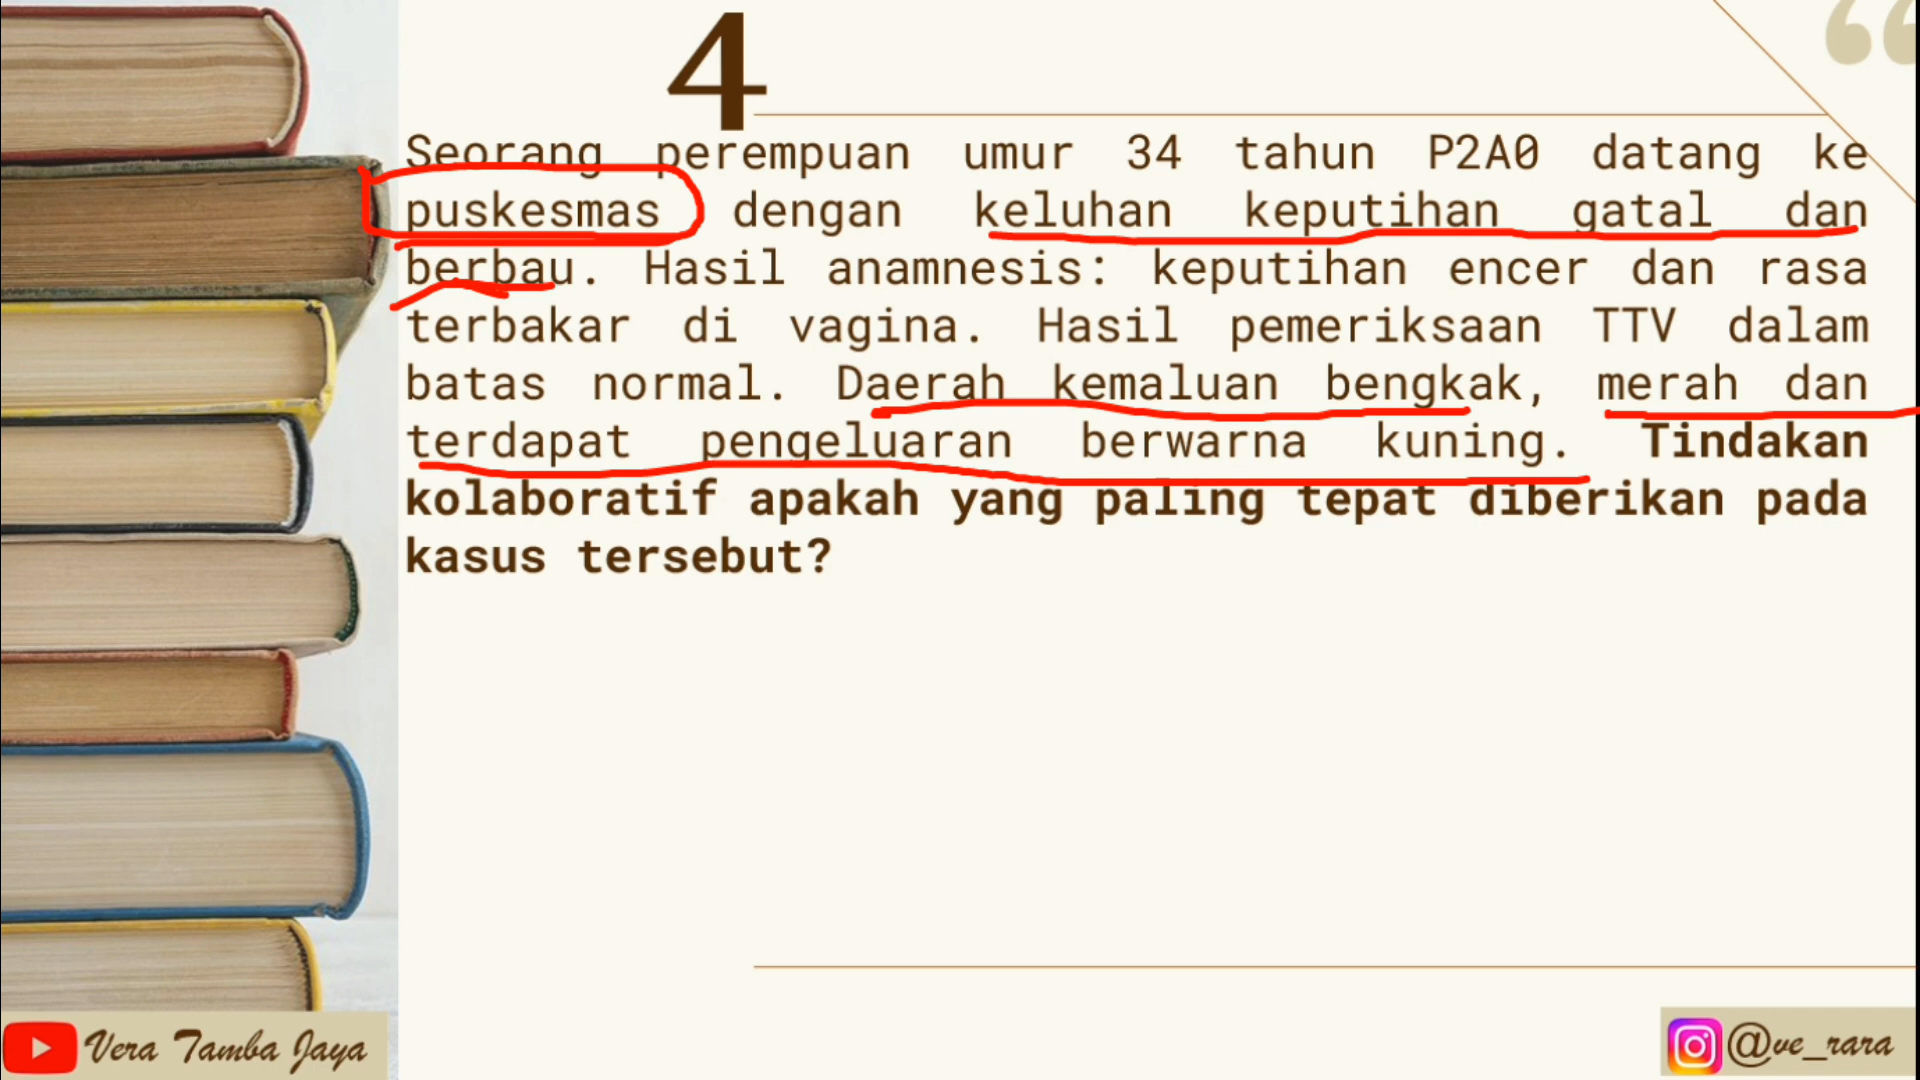 4
Seorang perempuan umur 34 tahun P2A0 datang ke
puskesmas dengan keluhan keputihan gatal dan
berbau. Hasil anamnesis: keputihan encer dan rasa
terbakar di vagina. Hasil pemeriksaan TTV dalam
batas normal. Daerah kemaluan bengkak, merah dan
terdapat pengeluaran berwarna kuning. Tindakan
kolaboratif apakah yang paling tepat diberikan pada
kasus tersebut?
Vera Tamba Jaya
@ve_rara